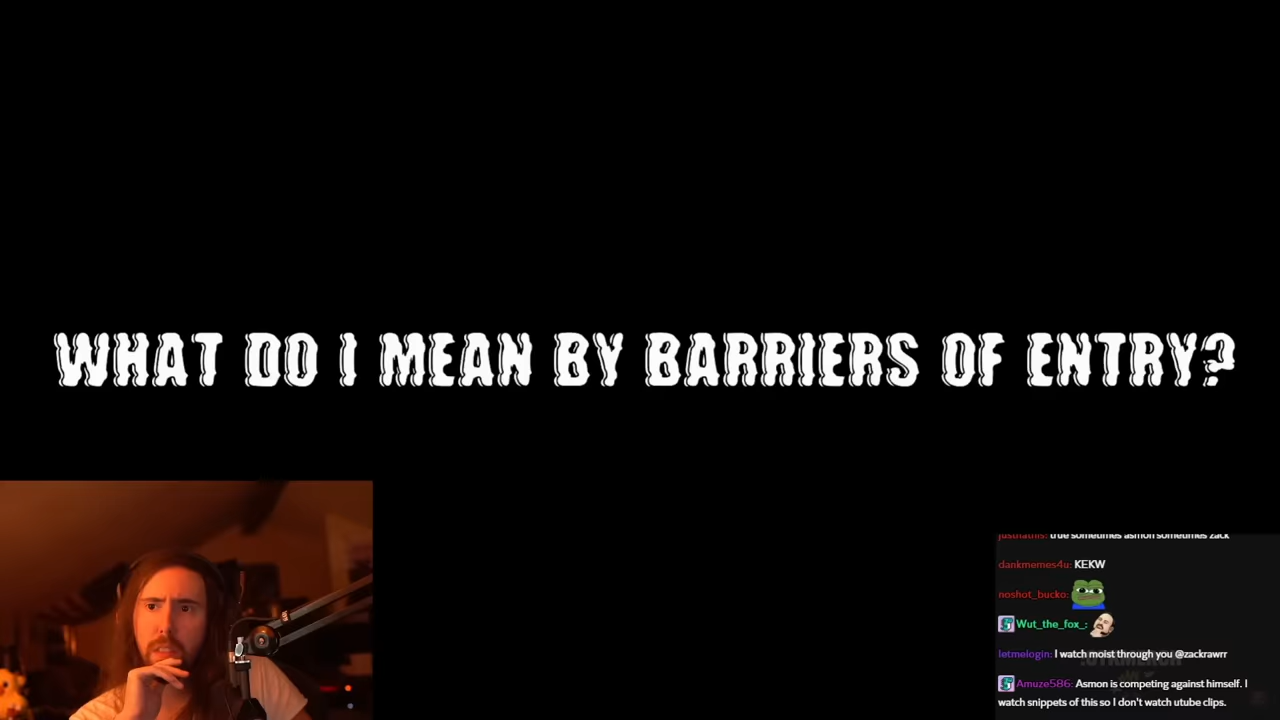 WHAT DO I MEAN BY BARRIERS OF ENTRY?
justnathis: true sometimes asmon sometimes zack
dankmemes4u: KEKW
noshot_bucko:
Wut_the_fox_:
letmelogin: I watch moist through you @zackrawrr
Amuze586: Asmon is competing against himself. I
watch snippets of this so I don't watch utube clips.